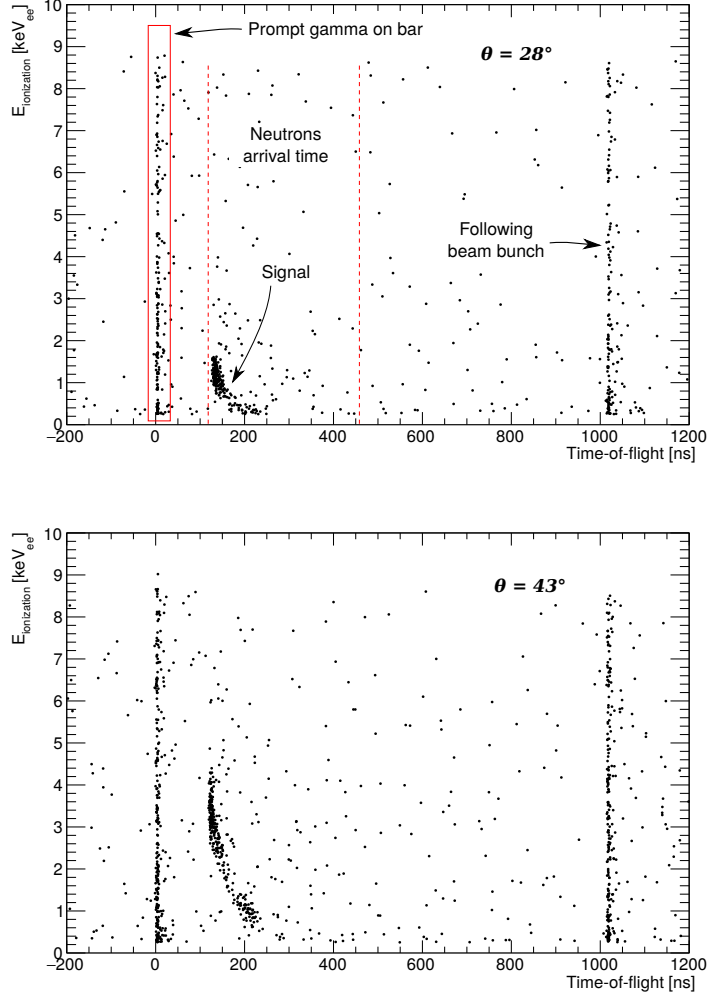 E_ionization [keV_ee]
10
9
8
7
6
5
4
3
2
1
0
Prompt gamma on bar
θ = 28°
Neutrons
arrival time
Following
beam bunch
Signal
−200 0 200 400 600 800 1000 1200
Time-of-flight [ns]
E_ionization [keV_ee]
10
9
8
7
6
5
4
3
2
1
0
θ = 43°
−200 0 200 400 600 800 1000 1200
Time-of-flight [ns]